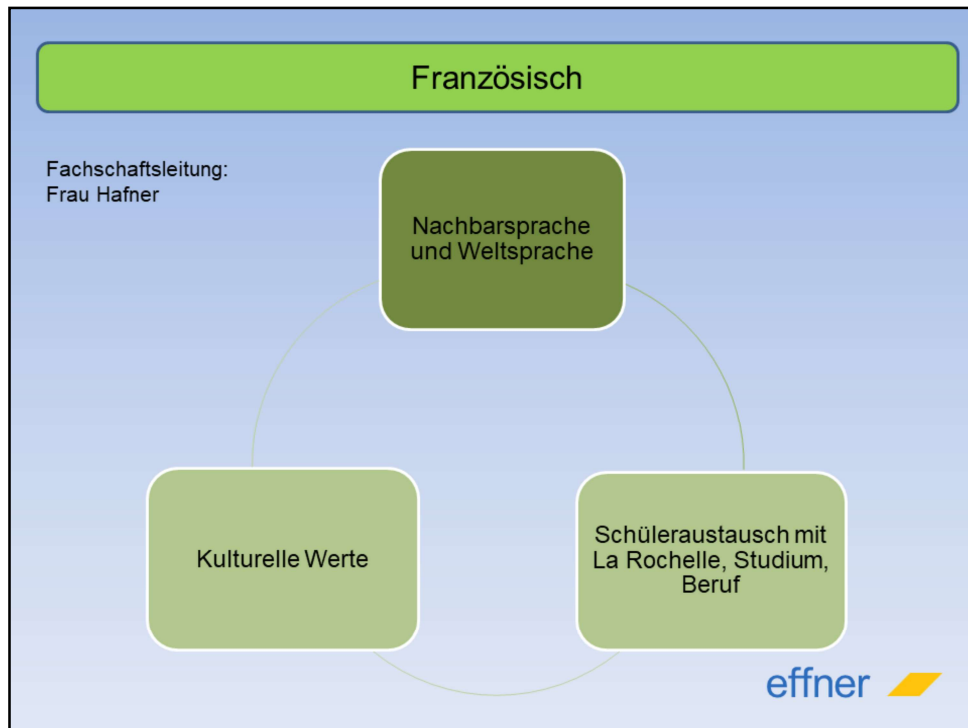 Französisch
Fachschaftsleitung:
Frau Hafner
Nachbarsprache
und Weltsprache
Kulturelle Werte
Schüleraustausch mit
La Rochelle, Studium,
Beruf
effner